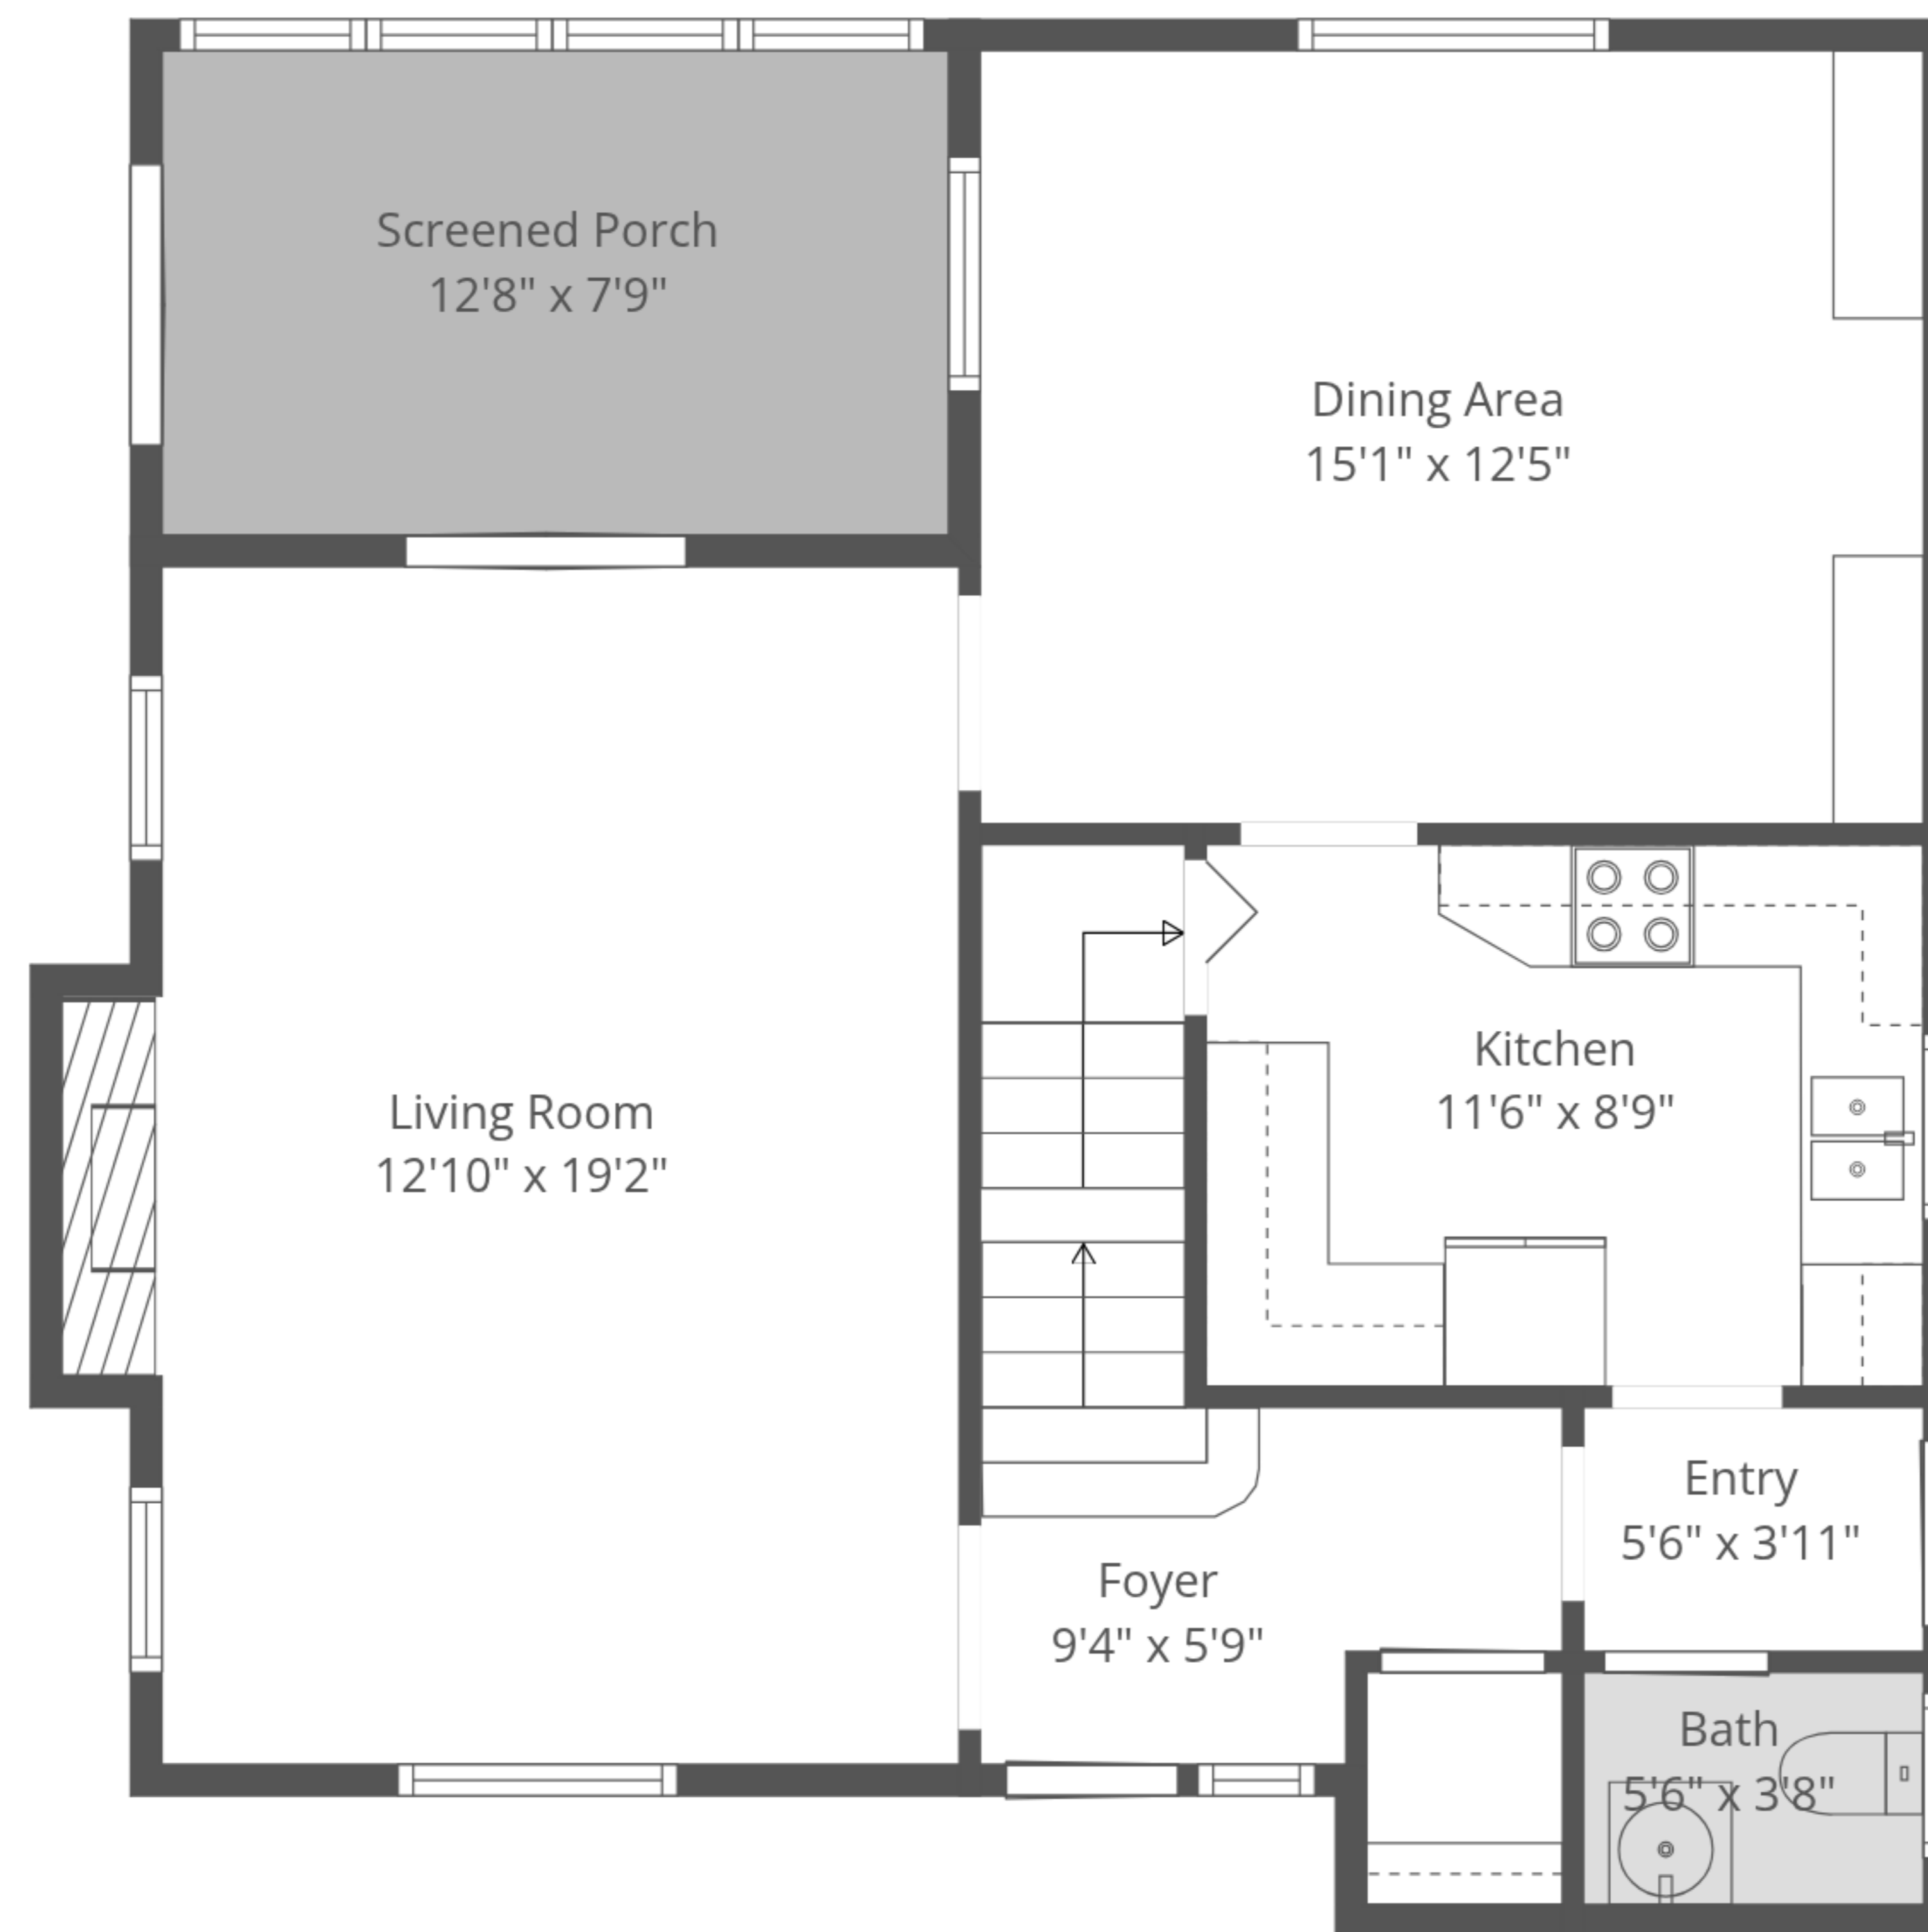 Screened Porch
12'8" x 7'9"
Dining Area
15'1" x 12'5"
Kitchen
11'6" x 8'9"
Living Room
12'10" x 19'2"
Entry
5'6" x 3'11"
Foyer
9'4" x 5'9"
Bath
5'6" x 3'8"